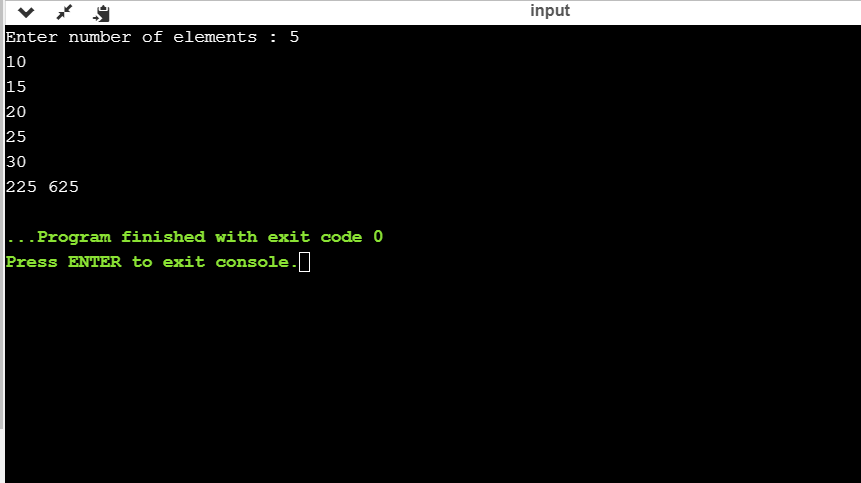 input
Enter number of elements : 5
10
15
20
25
30
225 625
...Program finished with exit code 0
Press ENTER to exit console.